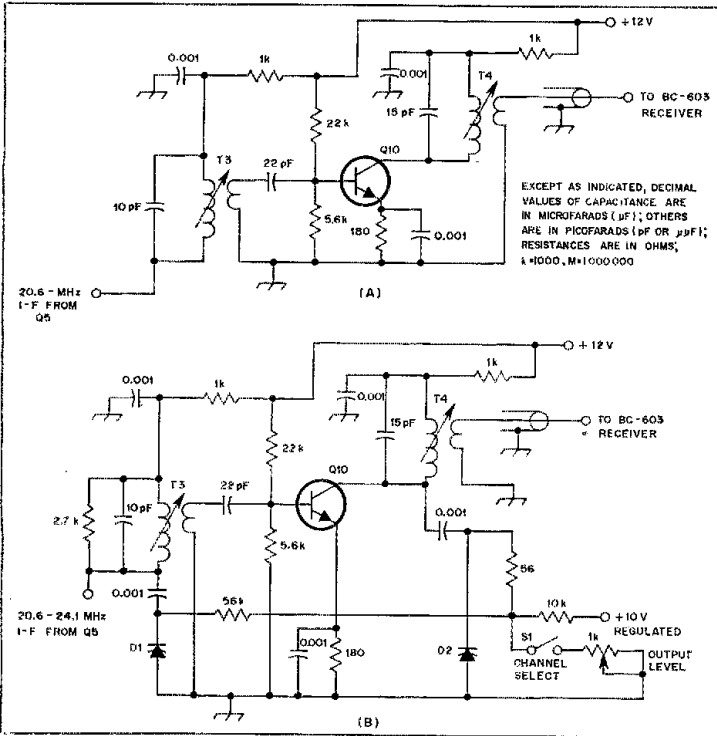 +12V
0.001
1k
1k
0.001
T4
15 pF
TO BC-603
RECEIVER
22k
Q10
T3
22 pF
10 pF
5.6k
180
0.001
EXCEPT AS INDICATED, DECIMAL
VALUES OF CAPACITANCE ARE
IN MICROFARADS (µF); OTHERS
ARE IN PICOFARADS (pF OR µµF);
RESISTANCES ARE IN OHMS;
k=1000, M=1000000
20.6-MHz
I-F FROM
Q5
(A)
+12V
0.001
1k
1k
0.001
T4
15 pF
TO BC-603
RECEIVER
22k
Q10
T3
22pF
2.7 k
10pF
5.6k
0.001
56
0.001
20.6-24.1 MHz
I-F FROM Q5
56k
10k
+10V
REGULATED
D1
0.001
180
D2
S1
CHANNEL
SELECT
1k
OUTPUT
LEVEL
(B)